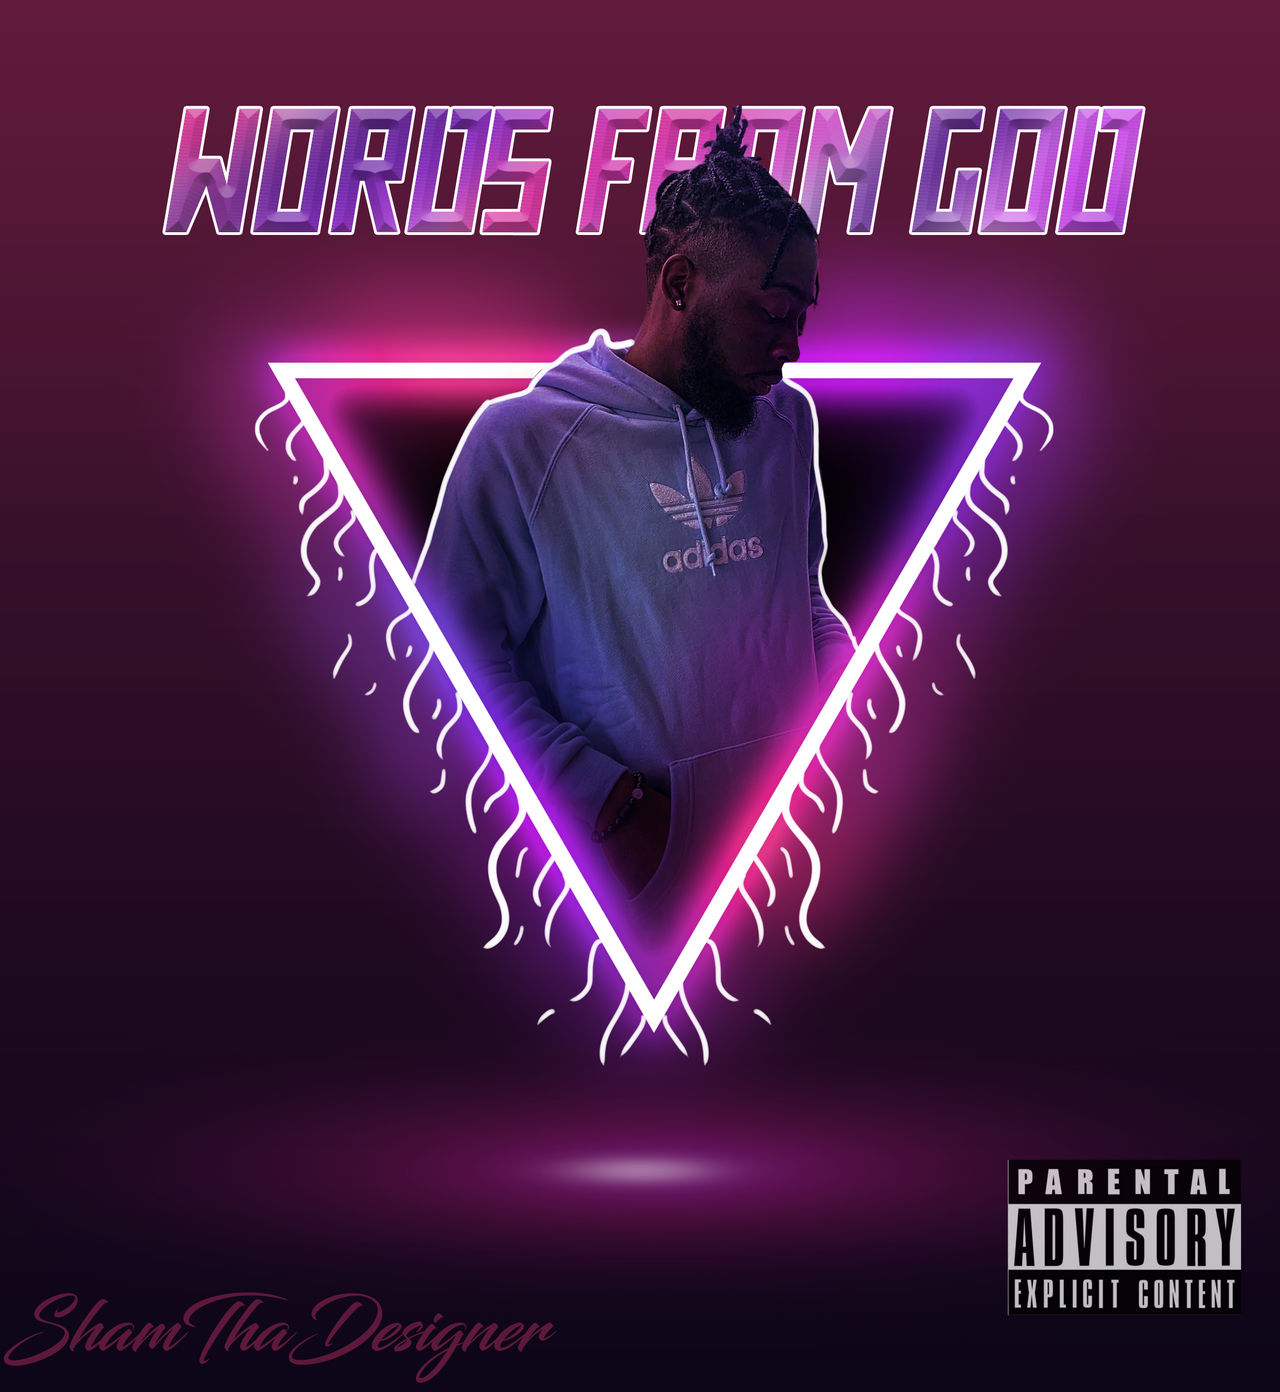 WORDS FROM GOD
adidas
PARENTAL
ADVISORY
EXPLICIT CONTENT
ShamThaDesigner